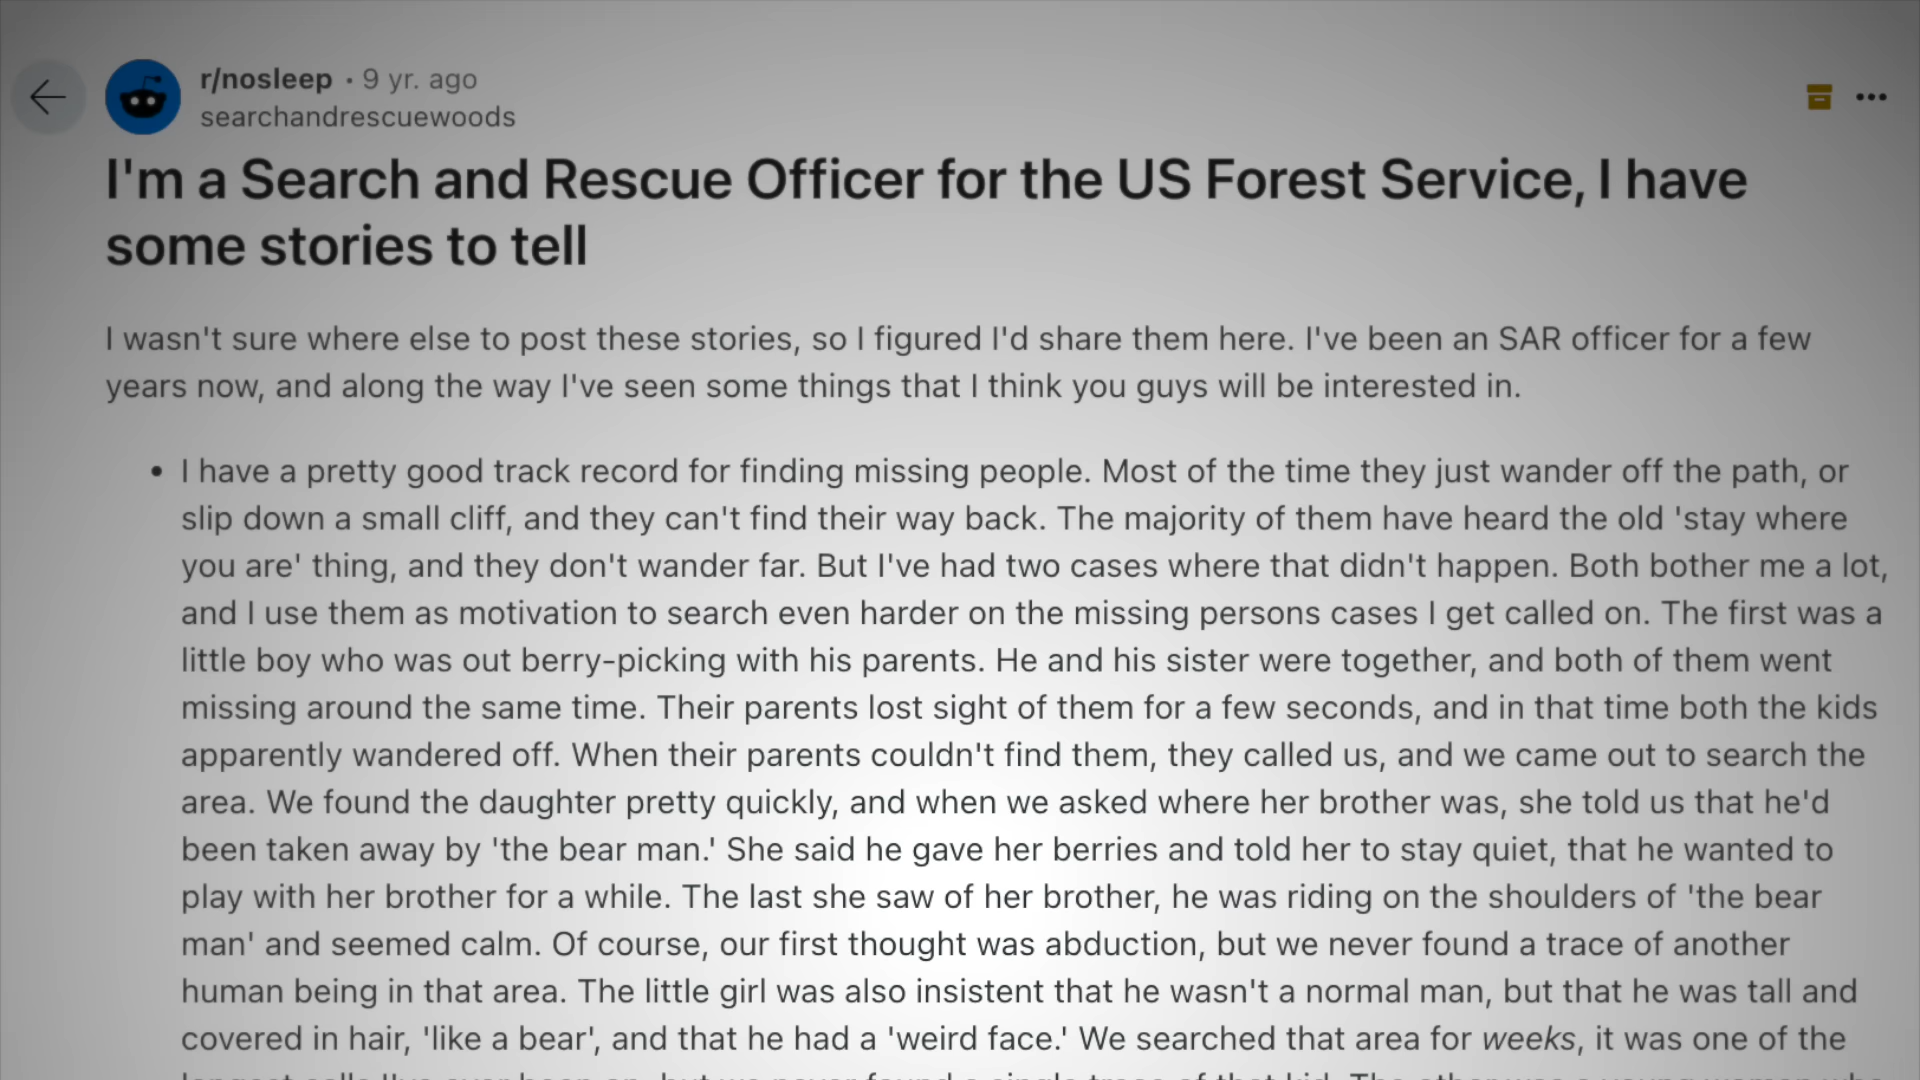 r/nosleep • 9 yr. ago
searchandrescuewoods
I'm a Search and Rescue Officer for the US Forest Service, I have
some stories to tell
I wasn't sure where else to post these stories, so I figured I'd share them here. I've been an SAR officer for a few
years now, and along the way I've seen some things that I think you guys will be interested in.
• I have a pretty good track record for finding missing people. Most of the time they just wander off the path, or
slip down a small cliff, and they can't find their way back. The majority of them have heard the old 'stay where
you are' thing, and they don't wander far. But I've had two cases where that didn't happen. Both bother me a lot,
and I use them as motivation to search even harder on the missing persons cases I get called on. The first was a
little boy who was out berry-picking with his parents. He and his sister were together, and both of them went
missing around the same time. Their parents lost sight of them for a few seconds, and in that time both the kids
apparently wandered off. When their parents couldn't find them, they called us, and we came out to search the
area. We found the daughter pretty quickly, and when we asked where her brother was, she told us that he'd
been taken away by 'the bear man.' She said he gave her berries and told her to stay quiet, that he wanted to
play with her brother for a while. The last she saw of her brother, he was riding on the shoulders of 'the bear
man' and seemed calm. Of course, our first thought was abduction, but we never found a trace of another
human being in that area. The little girl was also insistent that he wasn't a normal man, but that he was tall and
covered in hair, 'like a bear', and that he had a 'weird face.' We searched that area for weeks, it was one of the